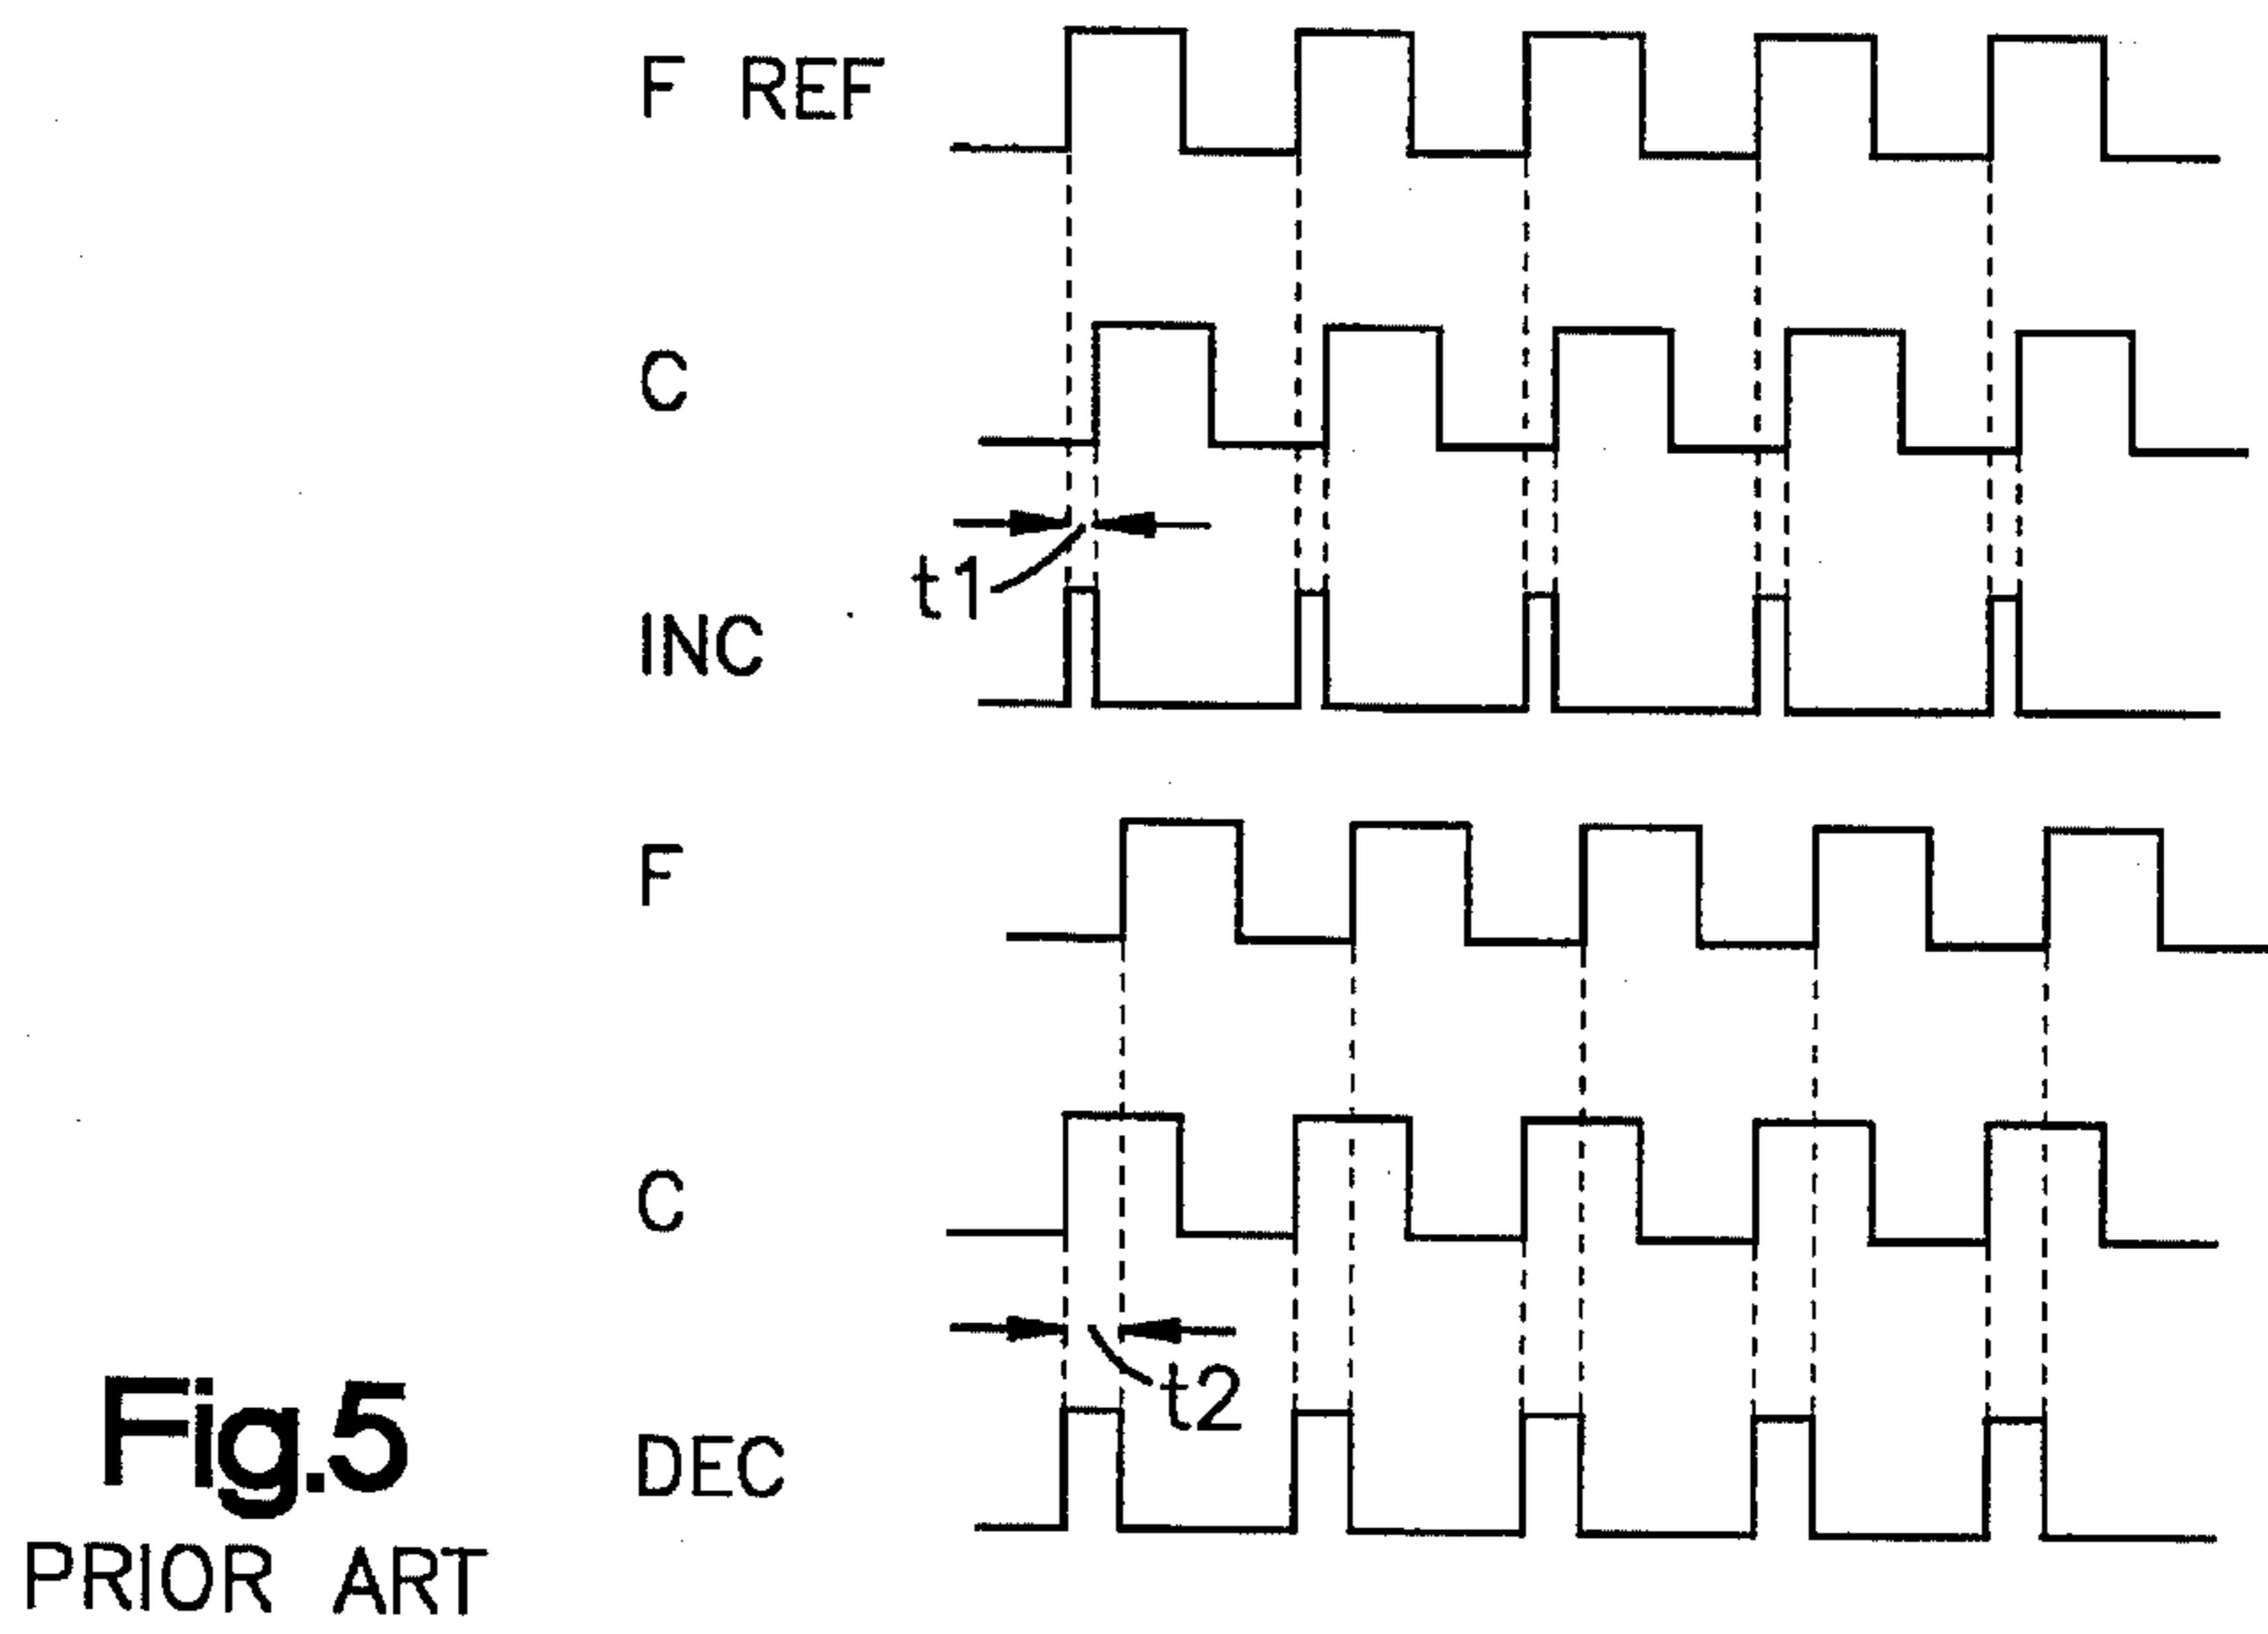 F REF
C
t1
INC
F
C
t2
DEC
Fig.5
PRIOR ART